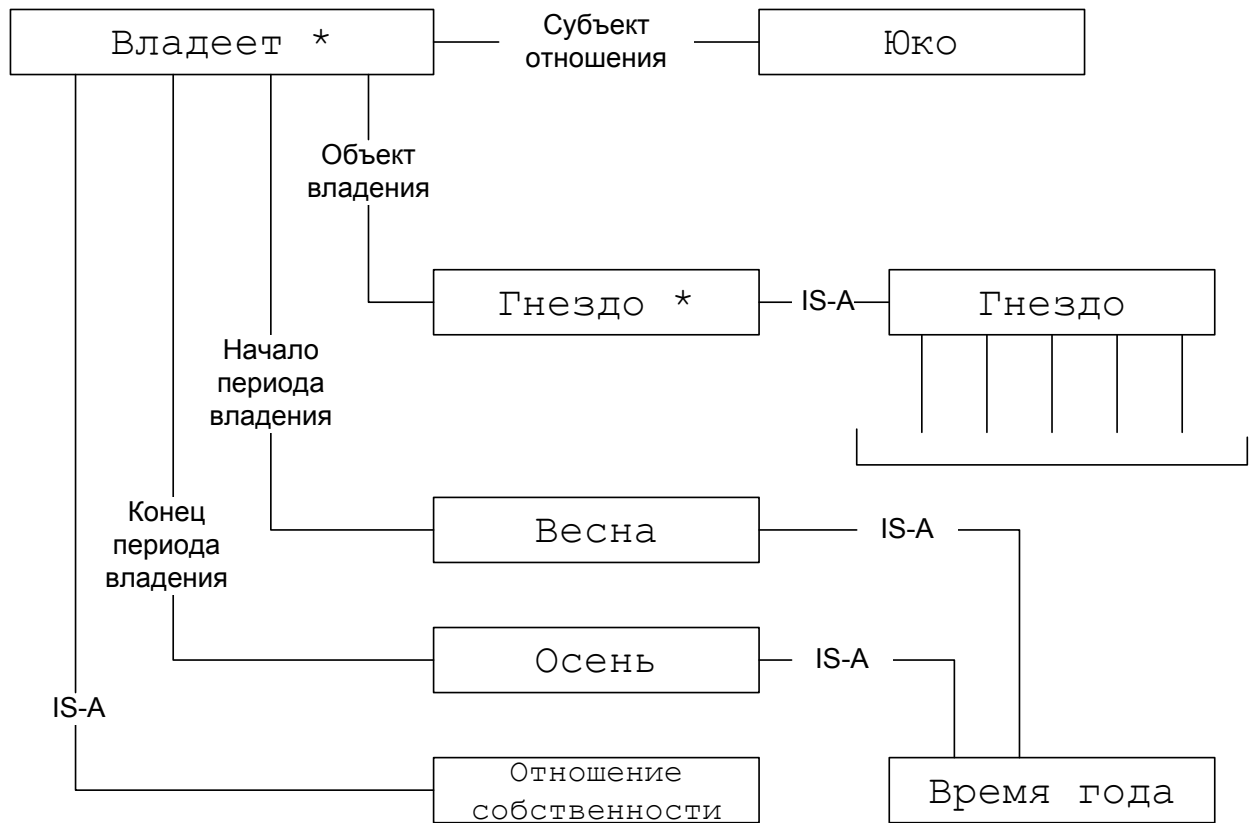 Владеет *
Субъект
отношения
Юко
Объект
владения
Гнездо *
IS-A
Гнездо
Начало
периода
владения
Конец
периода
владения
Весна
IS-A
Осень
IS-A
IS-A
Отношение
собственности
Время года